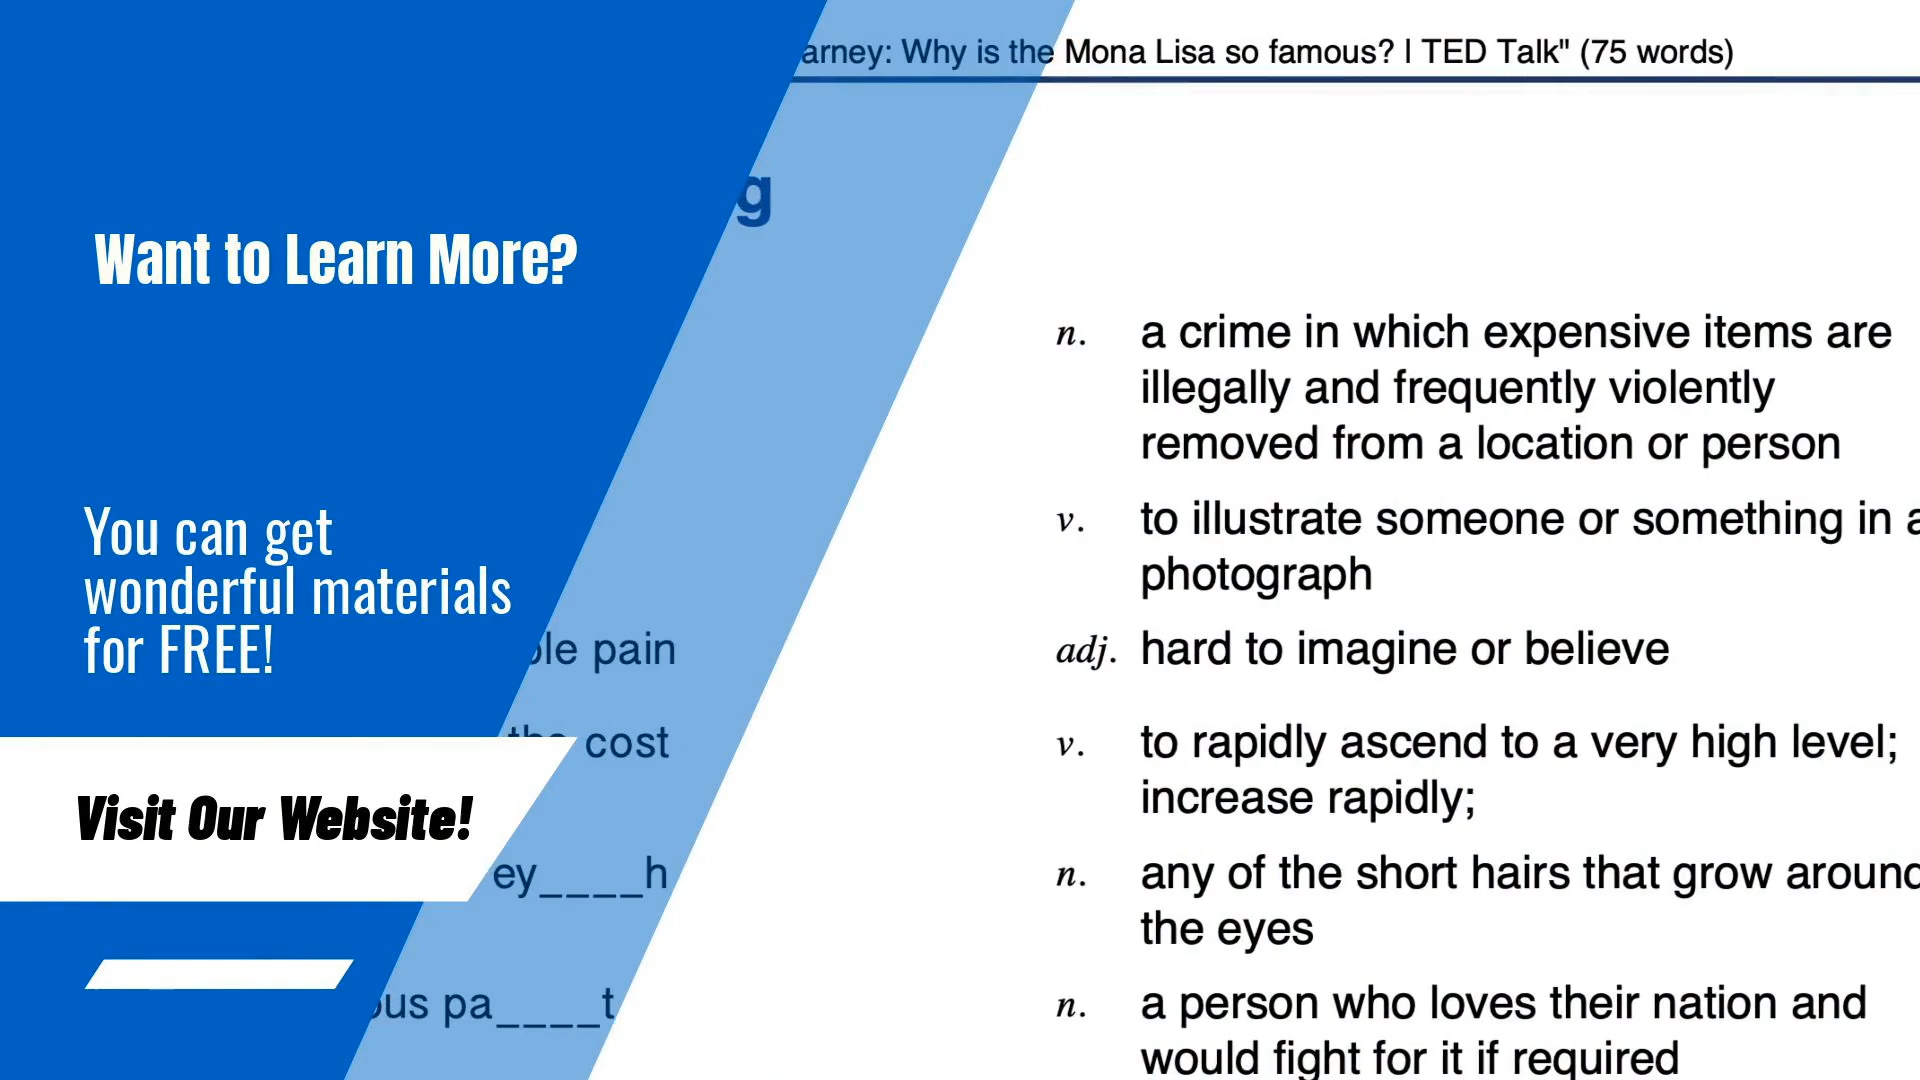 arney: Why is the Mona Lisa so famous? | TED Talk" (75 words)
g
Want to Learn More?
You can get
wonderful materials
for FREE!
Visit Our Website!
n. a crime in which expensive items are
illegally and frequently violently
removed from a location or person
v. to illustrate someone or something in a
photograph
ble pain adj. hard to imagine or believe
the cost v. to rapidly ascend to a very high level;
increase rapidly;
ey____h n. any of the short hairs that grow around
the eyes
ous pa____t n. a person who loves their nation and
would fight for it if required